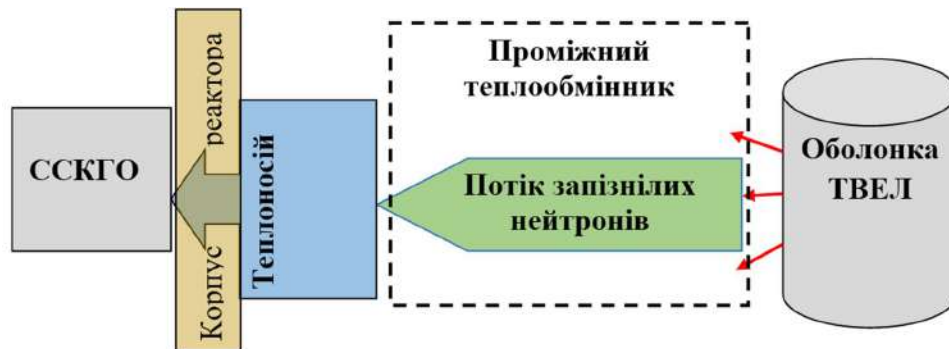 ССКГО
Корпус реактора
Теплоносій
Проміжний
теплообмінник
Потік запізнілих
нейтронів
Оболонка
ТВЕЛ